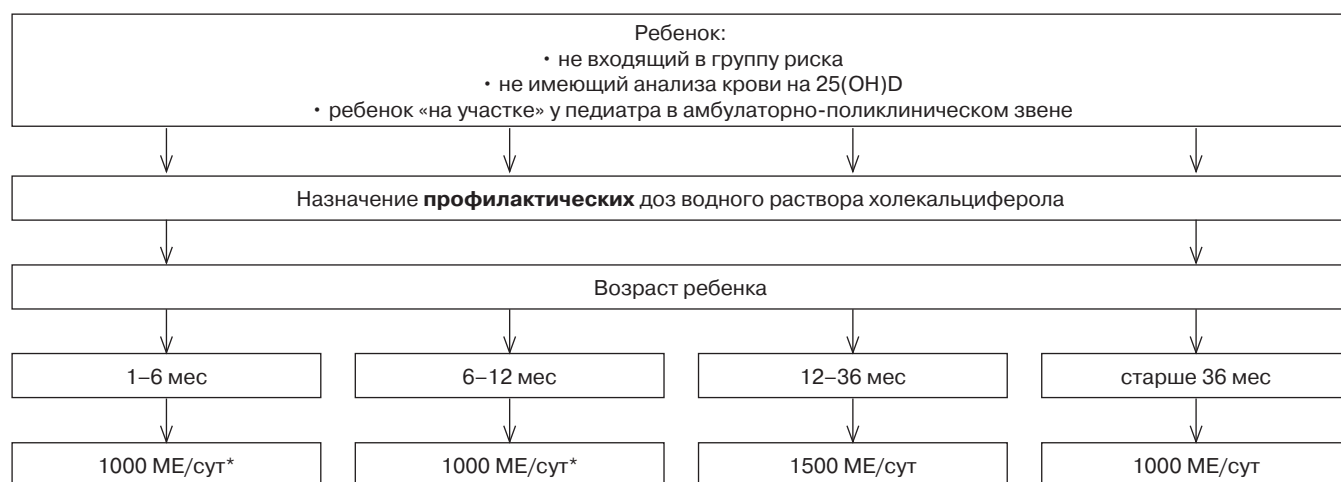 Ребенок:
• не входящий в группу риска
• не имеющий анализа крови на 25(OH)D
• ребенок «на участке» у педиатра в амбулаторно-поликлиническом звене
Назначение профилактических доз водного раствора холекальциферола
Возраст ребенка
1–6 мес
6–12 мес
12–36 мес
старше 36 мес
1000 МЕ/сут*
1000 МЕ/сут*
1500 МЕ/сут
1000 МЕ/сут